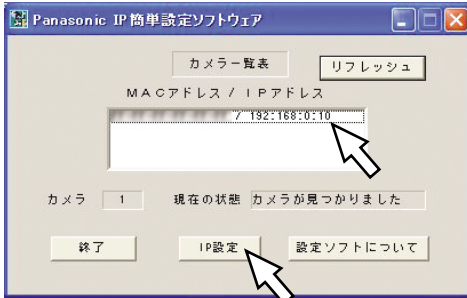 Panasonic IP簡単設定ソフトウェア
カメラ一覧表
リフレッシュ
MACアドレス / IPアドレス
/ 192:168:0:10
カメラ 1 現在の状態 カメラが見つかりました
終了 IP設定 設定ソフトについて